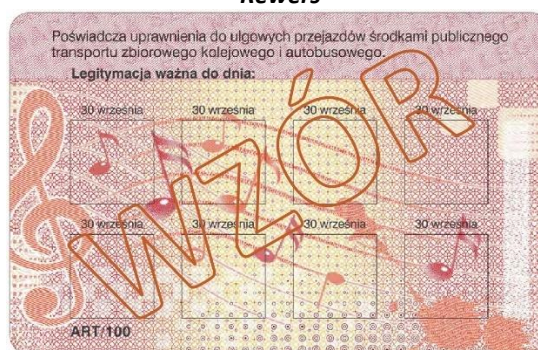 Rewers
Poświadcza uprawnienia do ulgowych przejazdów środkami publicznego
transportu zbiorowego kolejowego i autobusowego.
Legitymacja ważna do dnia:
30 września 30 września 30 września 30 września
30 września 30 września 30 września 30 września
WZÓR
ART/100